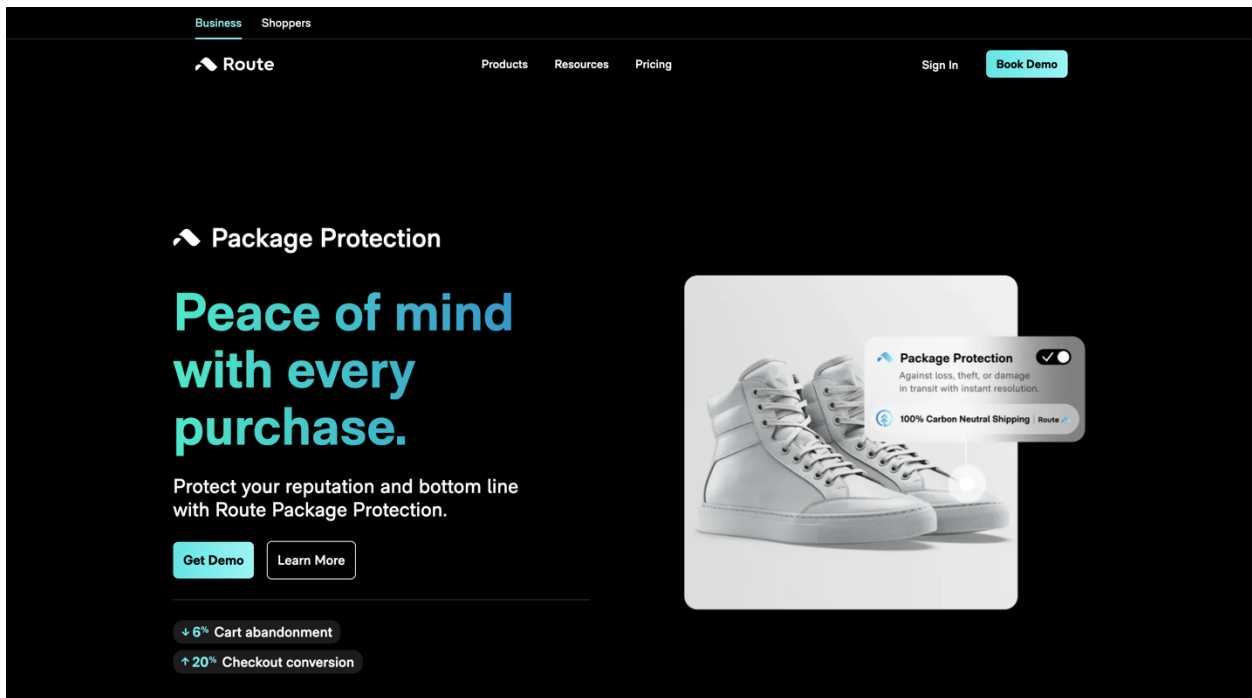 Business Shoppers
Route Products Resources Pricing Sign In Book Demo
Package Protection
Peace of mind
with every
purchase.
Protect your reputation and bottom line
with Route Package Protection.
Get Demo Learn More
↓ 6% Cart abandonment
↑ 20% Checkout conversion
Package Protection
Against loss, theft, or damage
in transit with instant resolution.
100% Carbon Neutral Shipping | Route